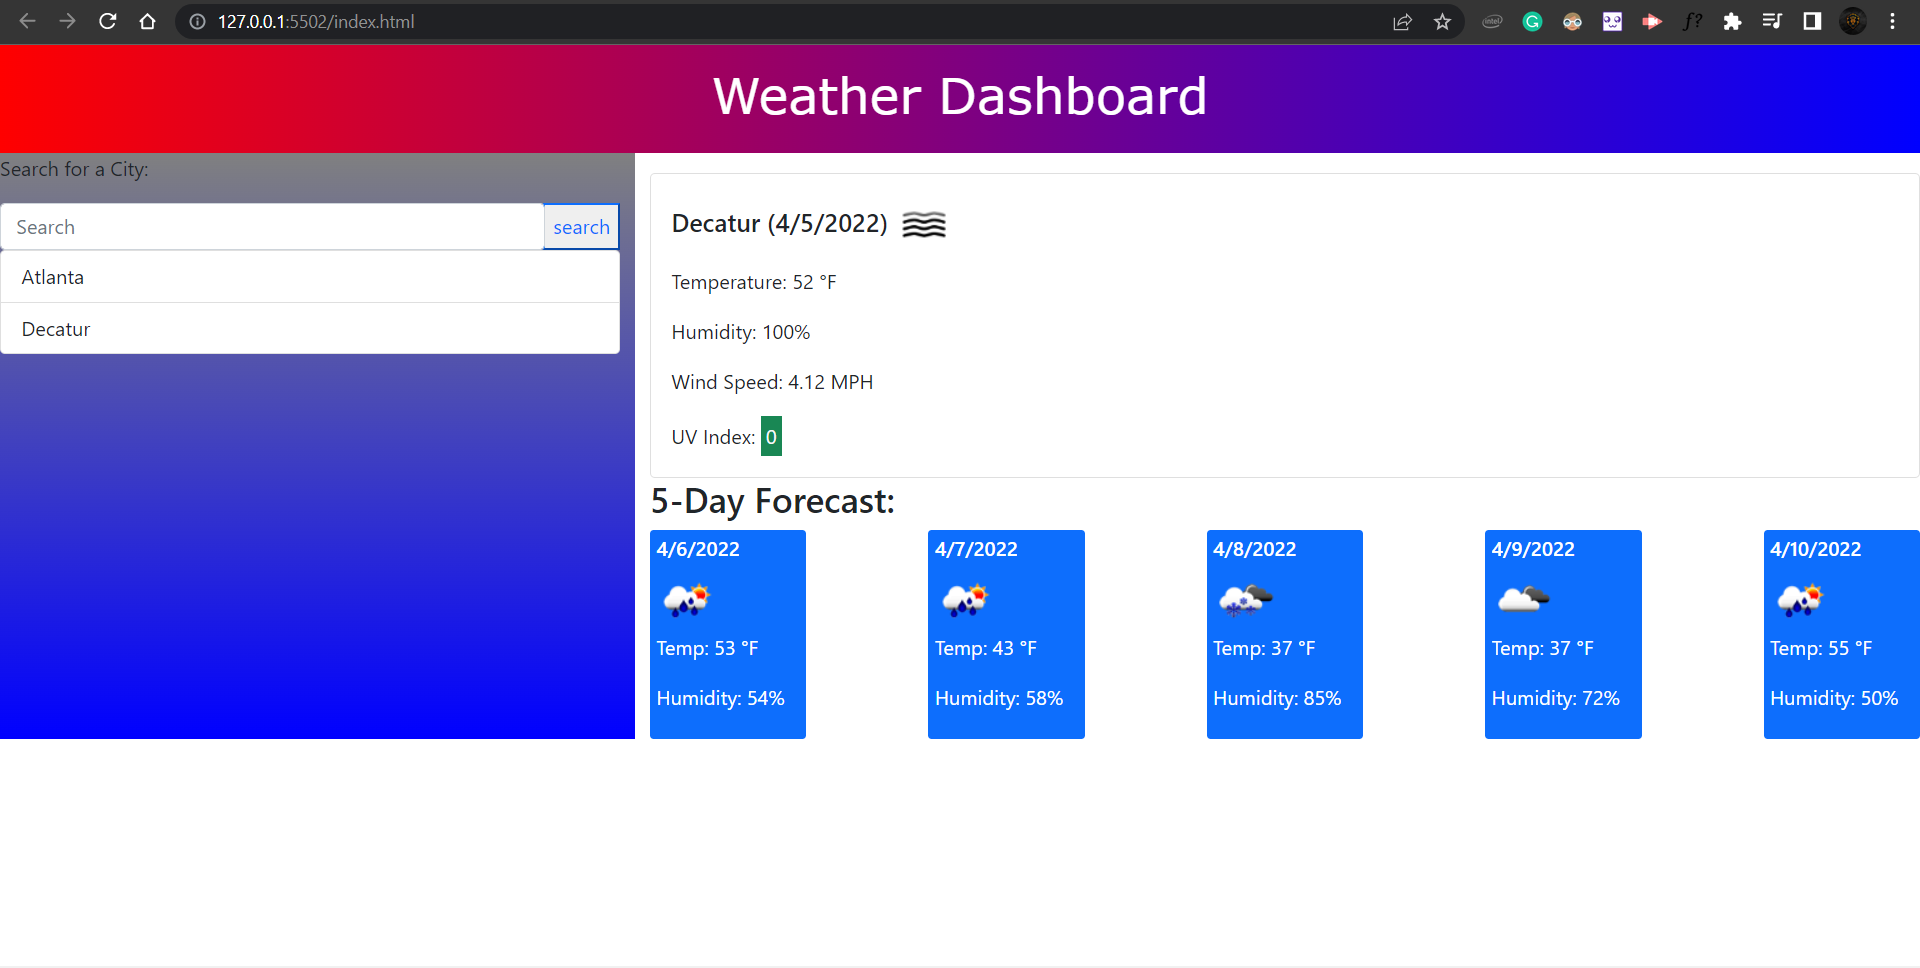 127.0.0.1:5502/index.html
Weather Dashboard
Search for a City:
Search
search
Atlanta
Decatur
Decatur (4/5/2022)
Temperature: 52 °F
Humidity: 100%
Wind Speed: 4.12 MPH
UV Index: 0
5-Day Forecast:
4/6/2022
Temp: 53 °F
Humidity: 54%
4/7/2022
Temp: 43 °F
Humidity: 58%
4/8/2022
Temp: 37 °F
Humidity: 85%
4/9/2022
Temp: 37 °F
Humidity: 72%
4/10/2022
Temp: 55 °F
Humidity: 50%